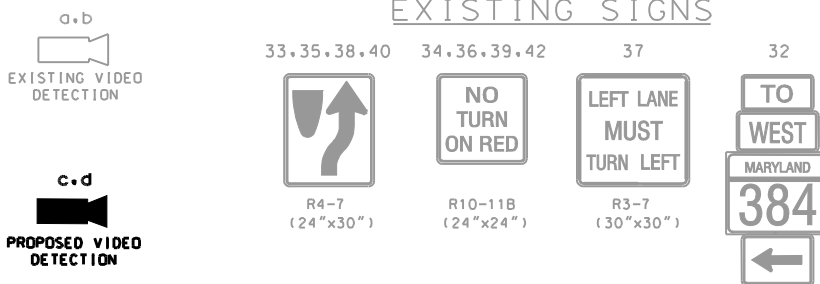 EXISTING SIGNS
a.b
EXISTING VIDEO
DETECTION
c.d
PROPOSED VIDEO
DETECTION
33.35.38.40
R4-7
(24"x30")
34.36.39.42
NO
TURN
ON RED
R10-11B
(24"x24")
37
LEFT LANE
MUST
TURN LEFT
R3-7
(30"x30")
32
TO
WEST
MARYLAND
384